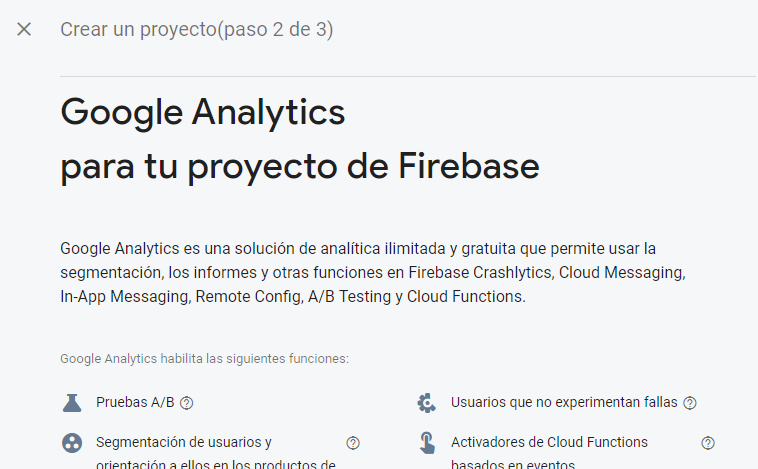 Crear un proyecto(paso 2 de 3)
Google Analytics
para tu proyecto de Firebase
Google Analytics es una solución de analítica ilimitada y gratuita que permite usar la
segmentación, los informes y otras funciones en Firebase Crashlytics, Cloud Messaging,
In-App Messaging, Remote Config, A/B Testing y Cloud Functions.
Google Analytics habilita las siguientes funciones:
Pruebas A/B
Usuarios que no experimentan fallas
Segmentación de usuarios y
orientación a ellos en los productos de
Activadores de Cloud Functions
basados en eventos